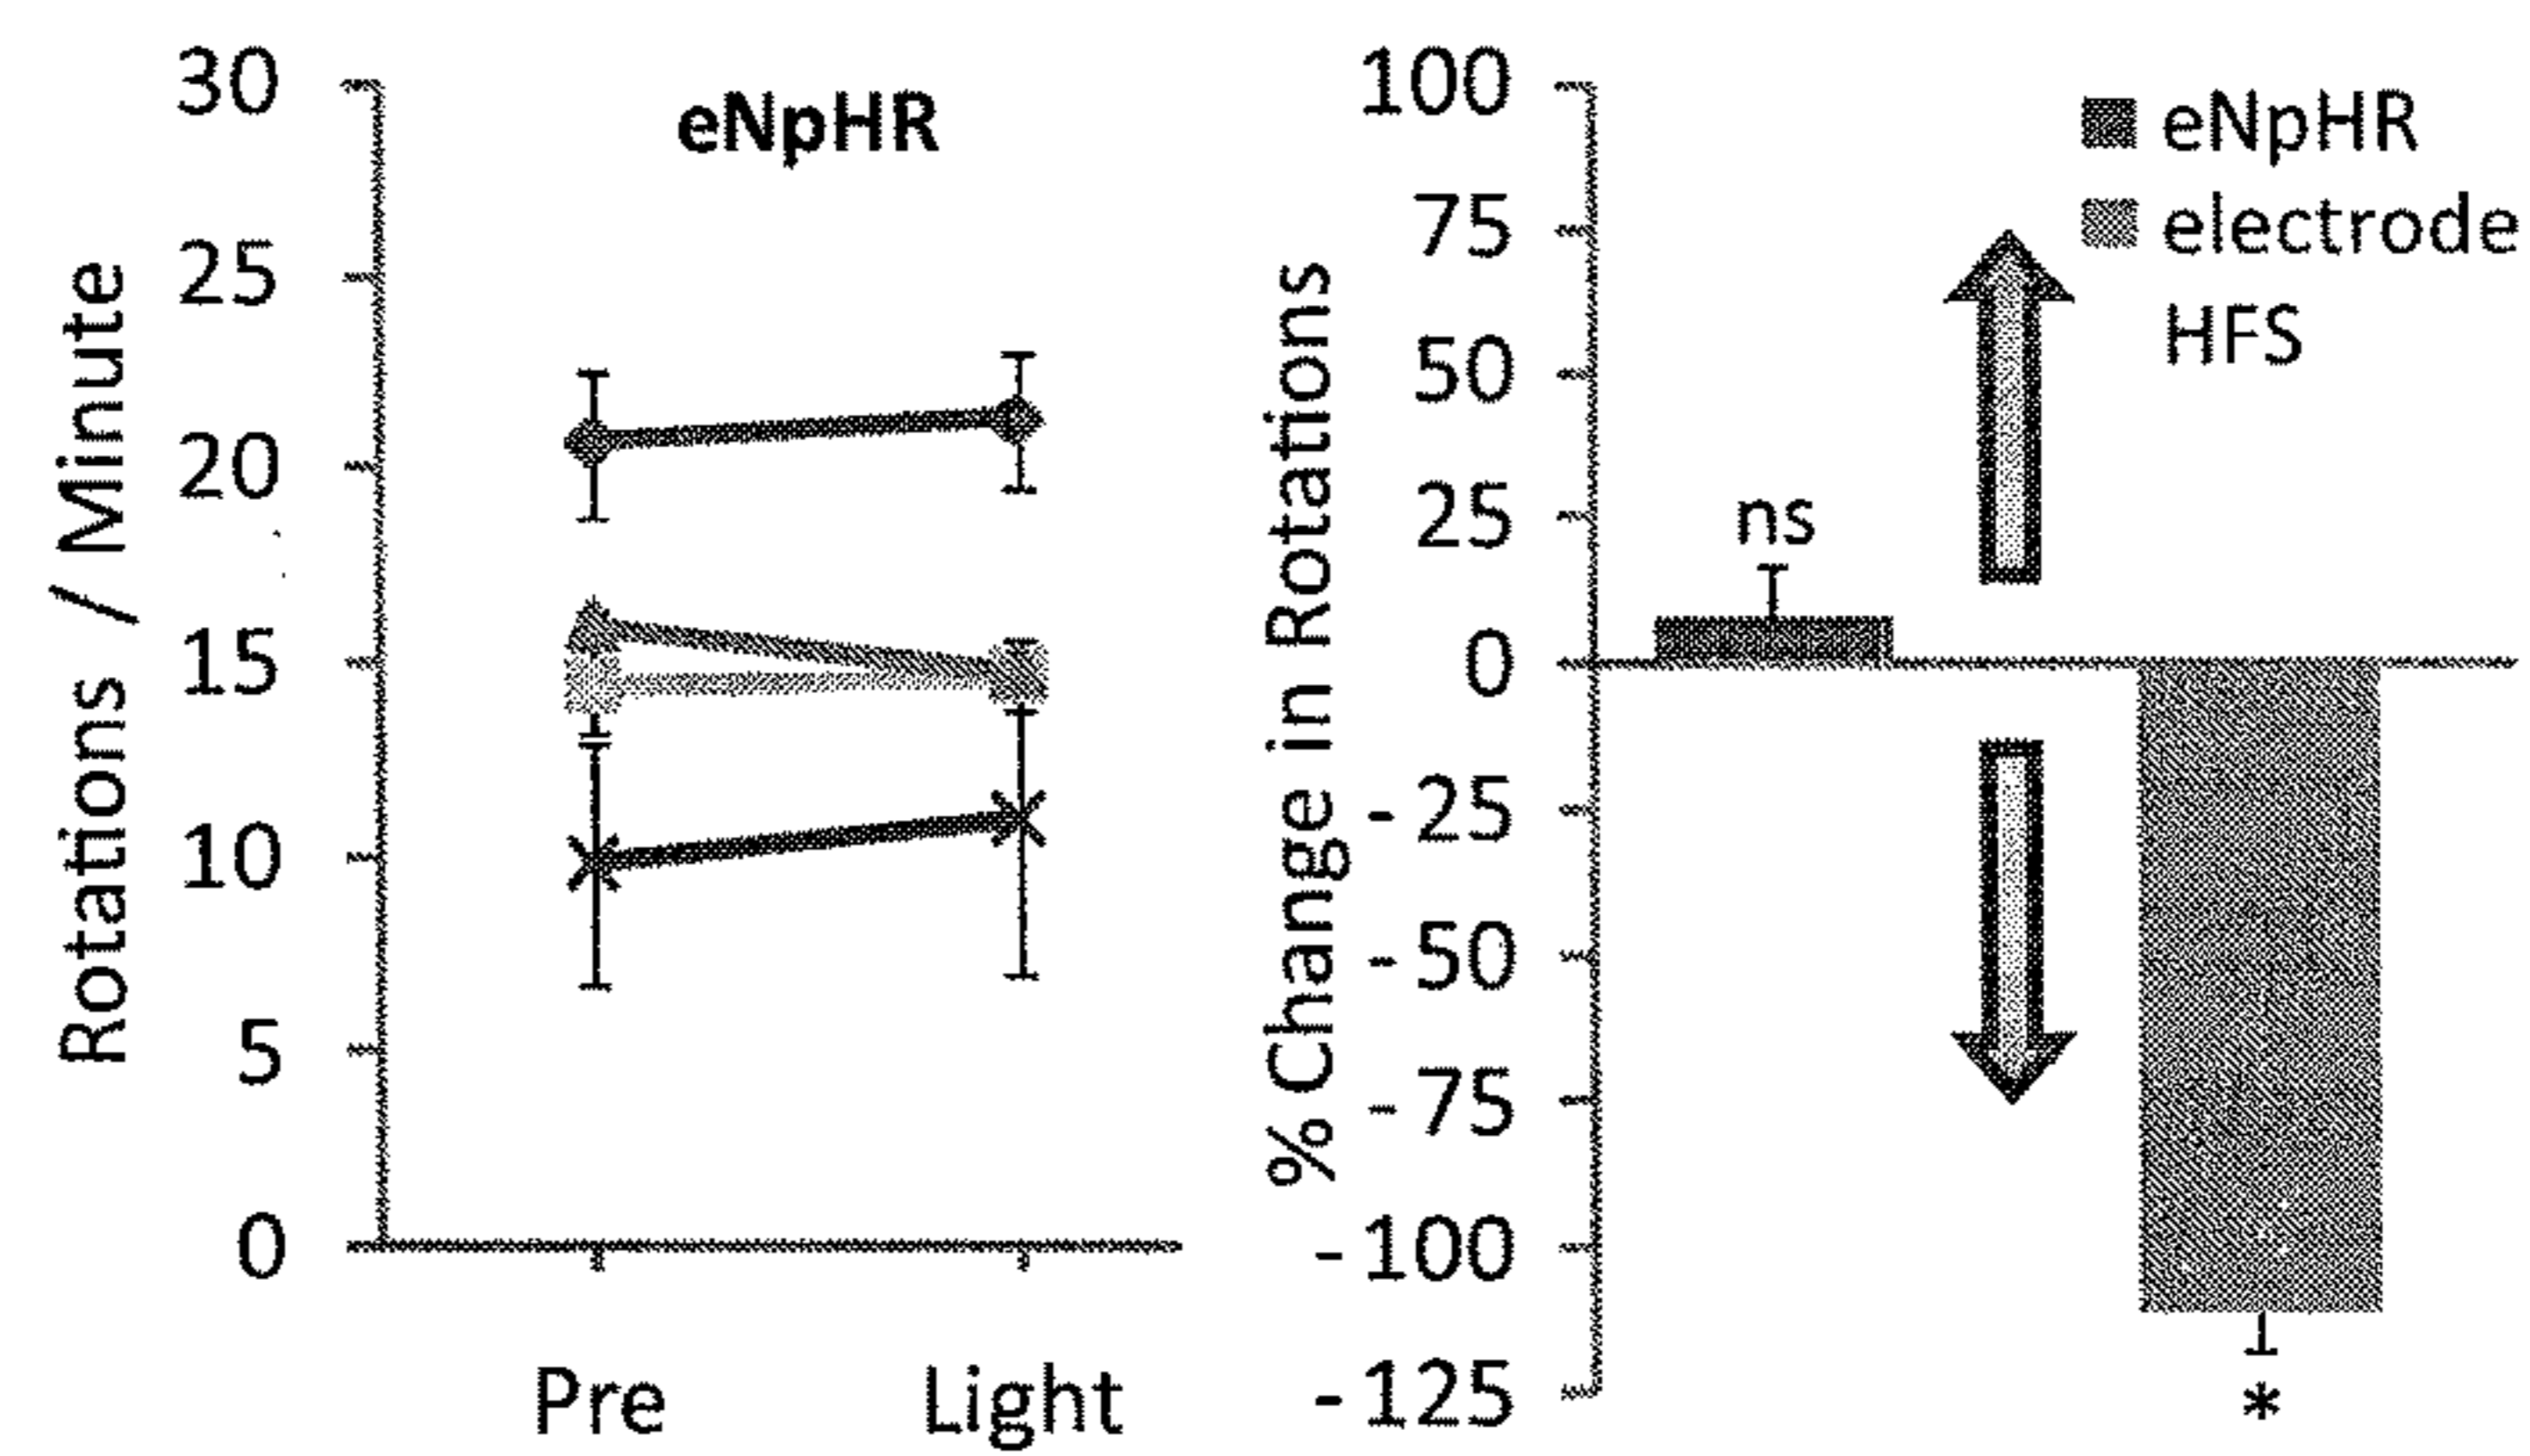 Rotations / Minute
30
25
20
15
10
5
0
eNpHR
Pre
Light
% Change in Rotations
100
75
50
25
0
- 25
- 50
- 75
- 100
- 125
ns
*
eNpHR
electrode
HFS